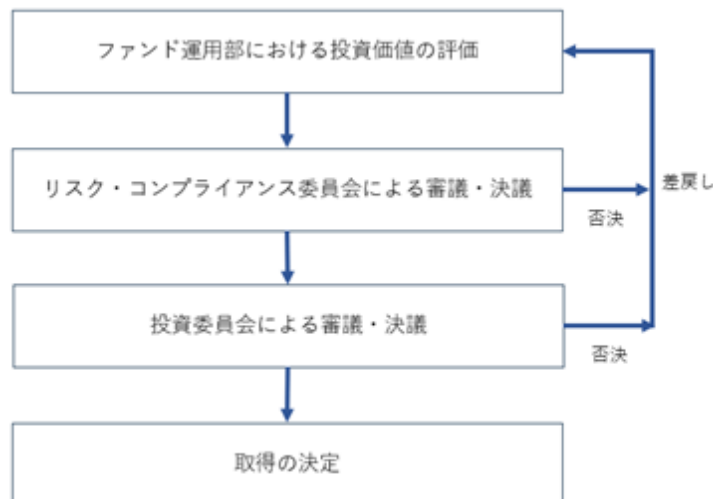 ファンド運用部における投資価値の評価
リスク・コンプライアンス委員会による審議・決議
差戻し
否決
投資委員会による審議・決議
否決
取得の決定